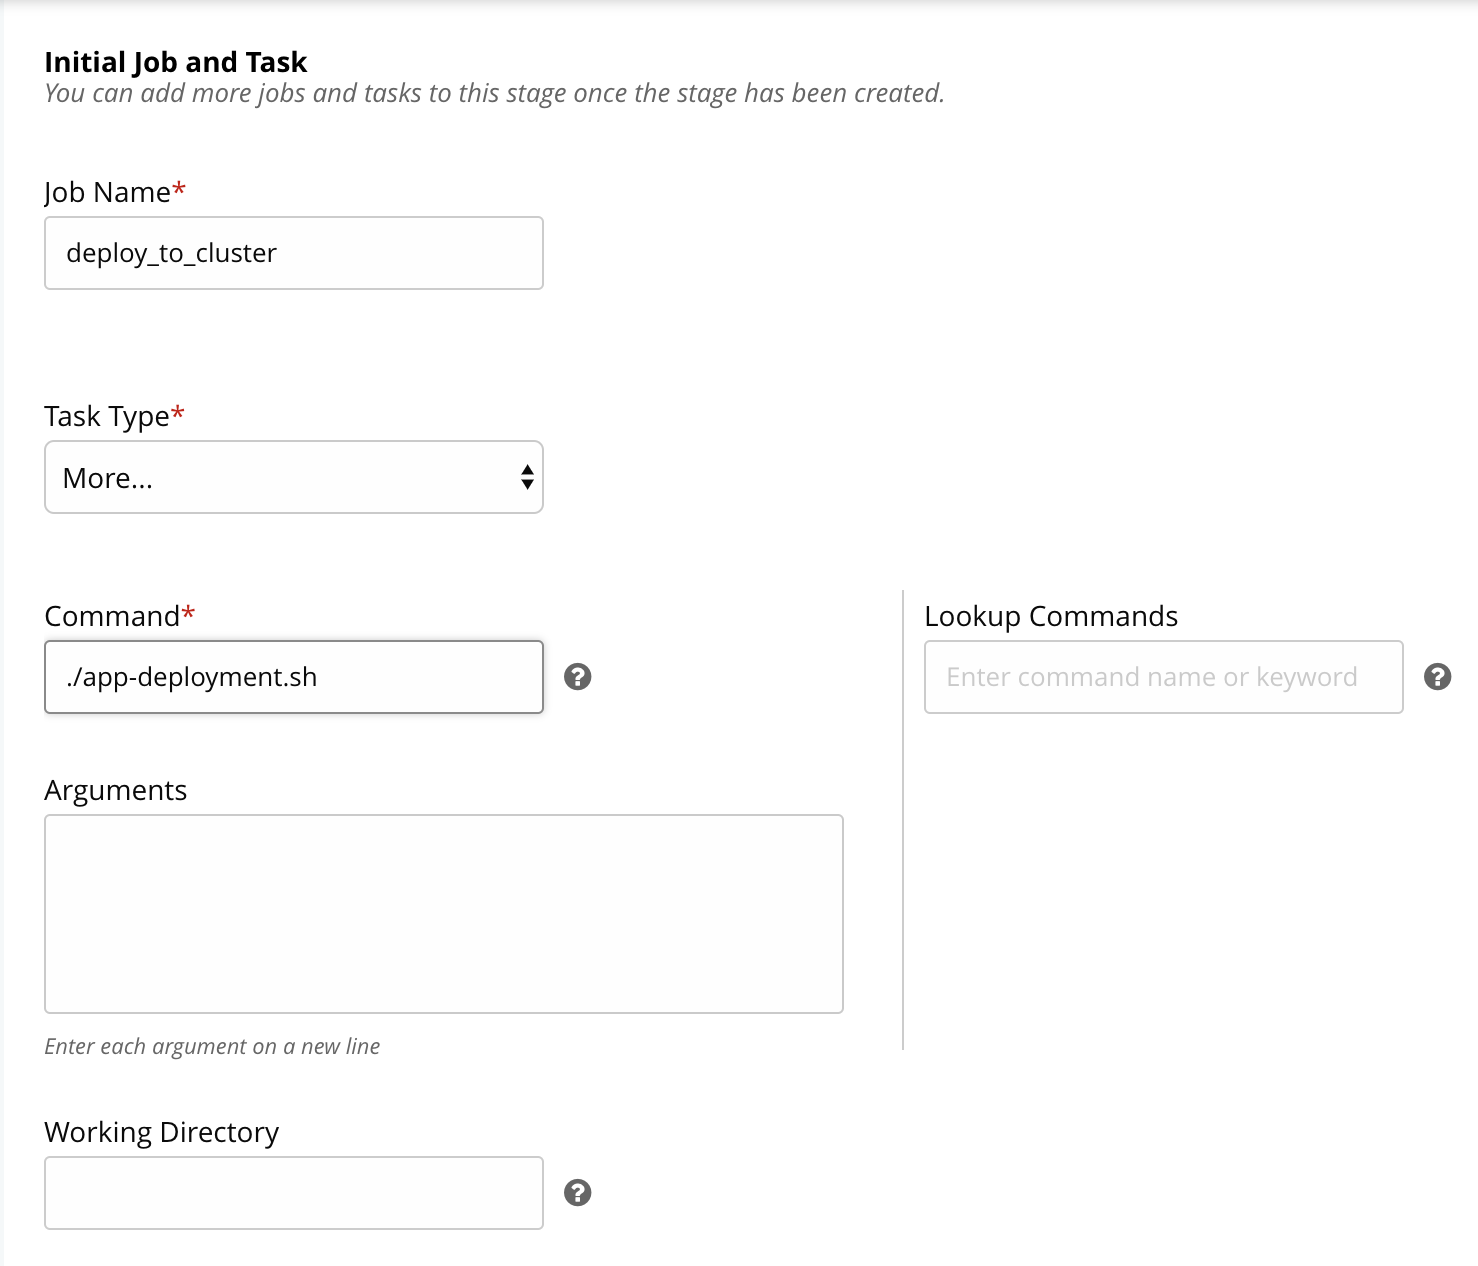 Initial Job and Task
You can add more jobs and tasks to this stage once the stage has been created.
Job Name*
deploy_to_cluster
Task Type*
More...
Command*
./app-deployment.sh
Lookup Commands
Enter command name or keyword
Arguments
Enter each argument on a new line
Working Directory